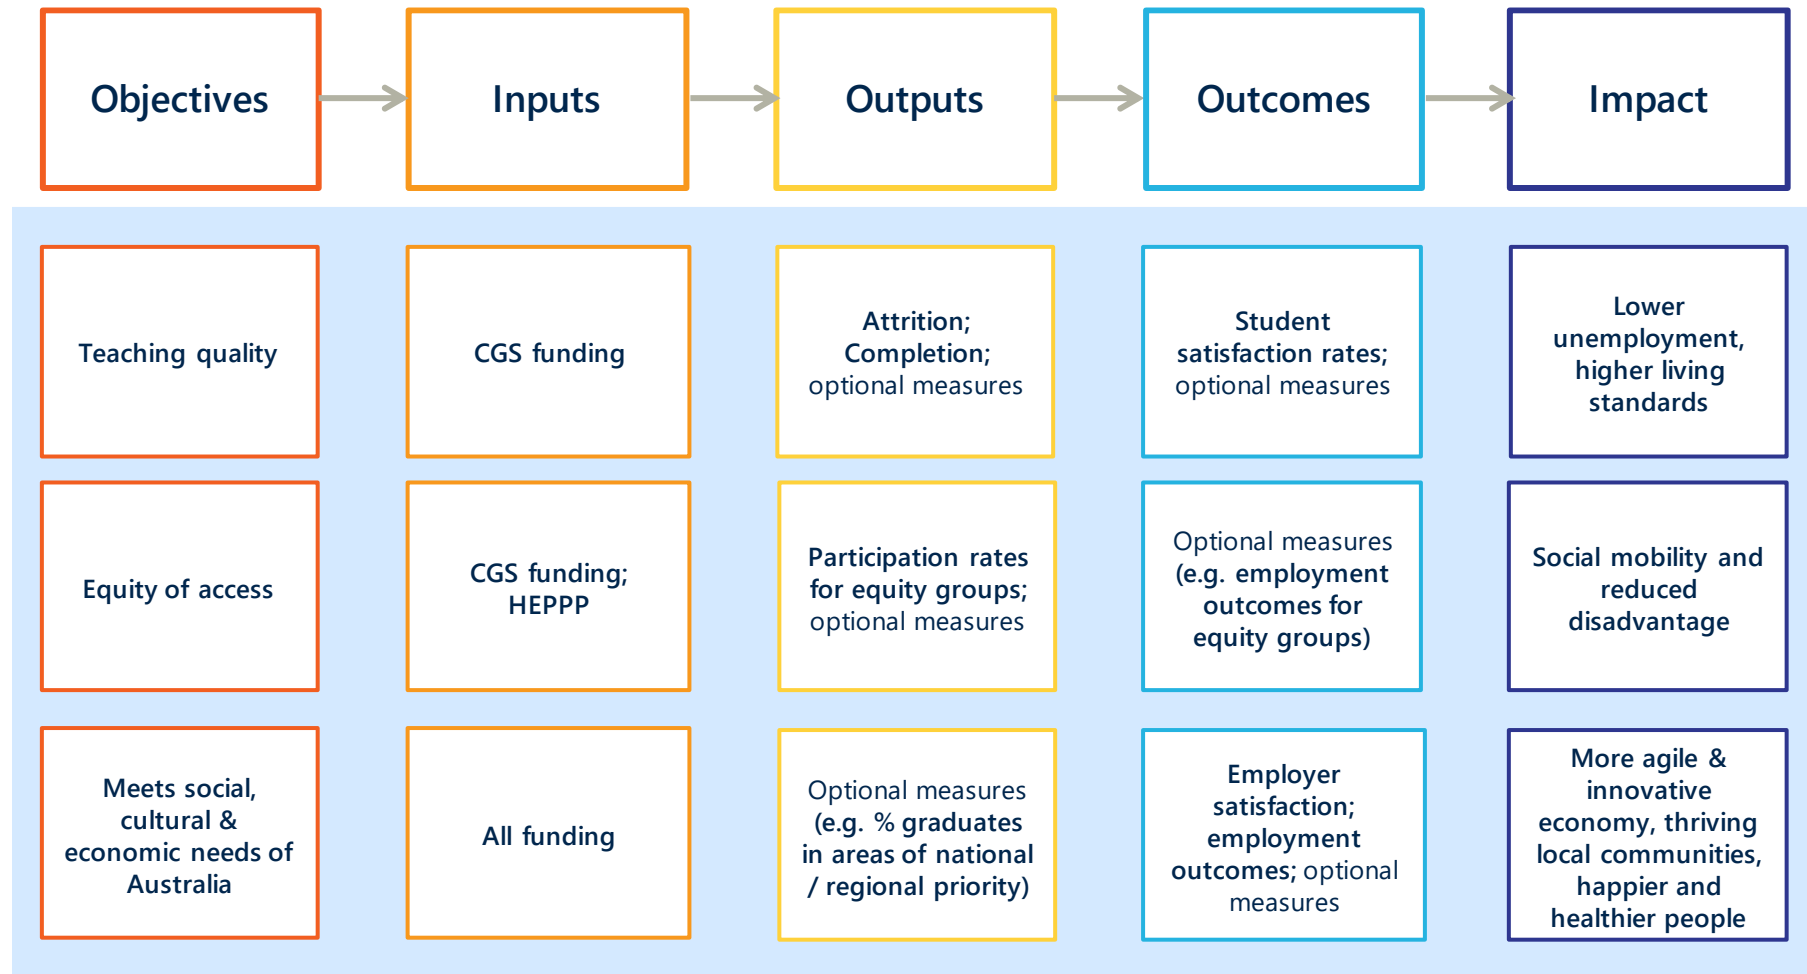 Objectives
Inputs
Outputs
Outcomes
Impact
Teaching quality
CGS funding
Attrition;
Completion;
optional measures
Student
satisfaction rates;
optional measures
Lower
unemployment,
higher living
standards
Equity of access
CGS funding;
HEPPP
Participation rates
for equity groups;
optional measures
Optional measures
(e.g. employment
outcomes for
equity groups)
Social mobility and
reduced
disadvantage
Meets social,
cultural &
economic needs of
Australia
All funding
Optional measures
(e.g. % graduates
in areas of national
/ regional priority)
Employer
satisfaction;
employment
outcomes; optional
measures
More agile &
innovative
economy, thriving
local communities,
happier and
healthier people